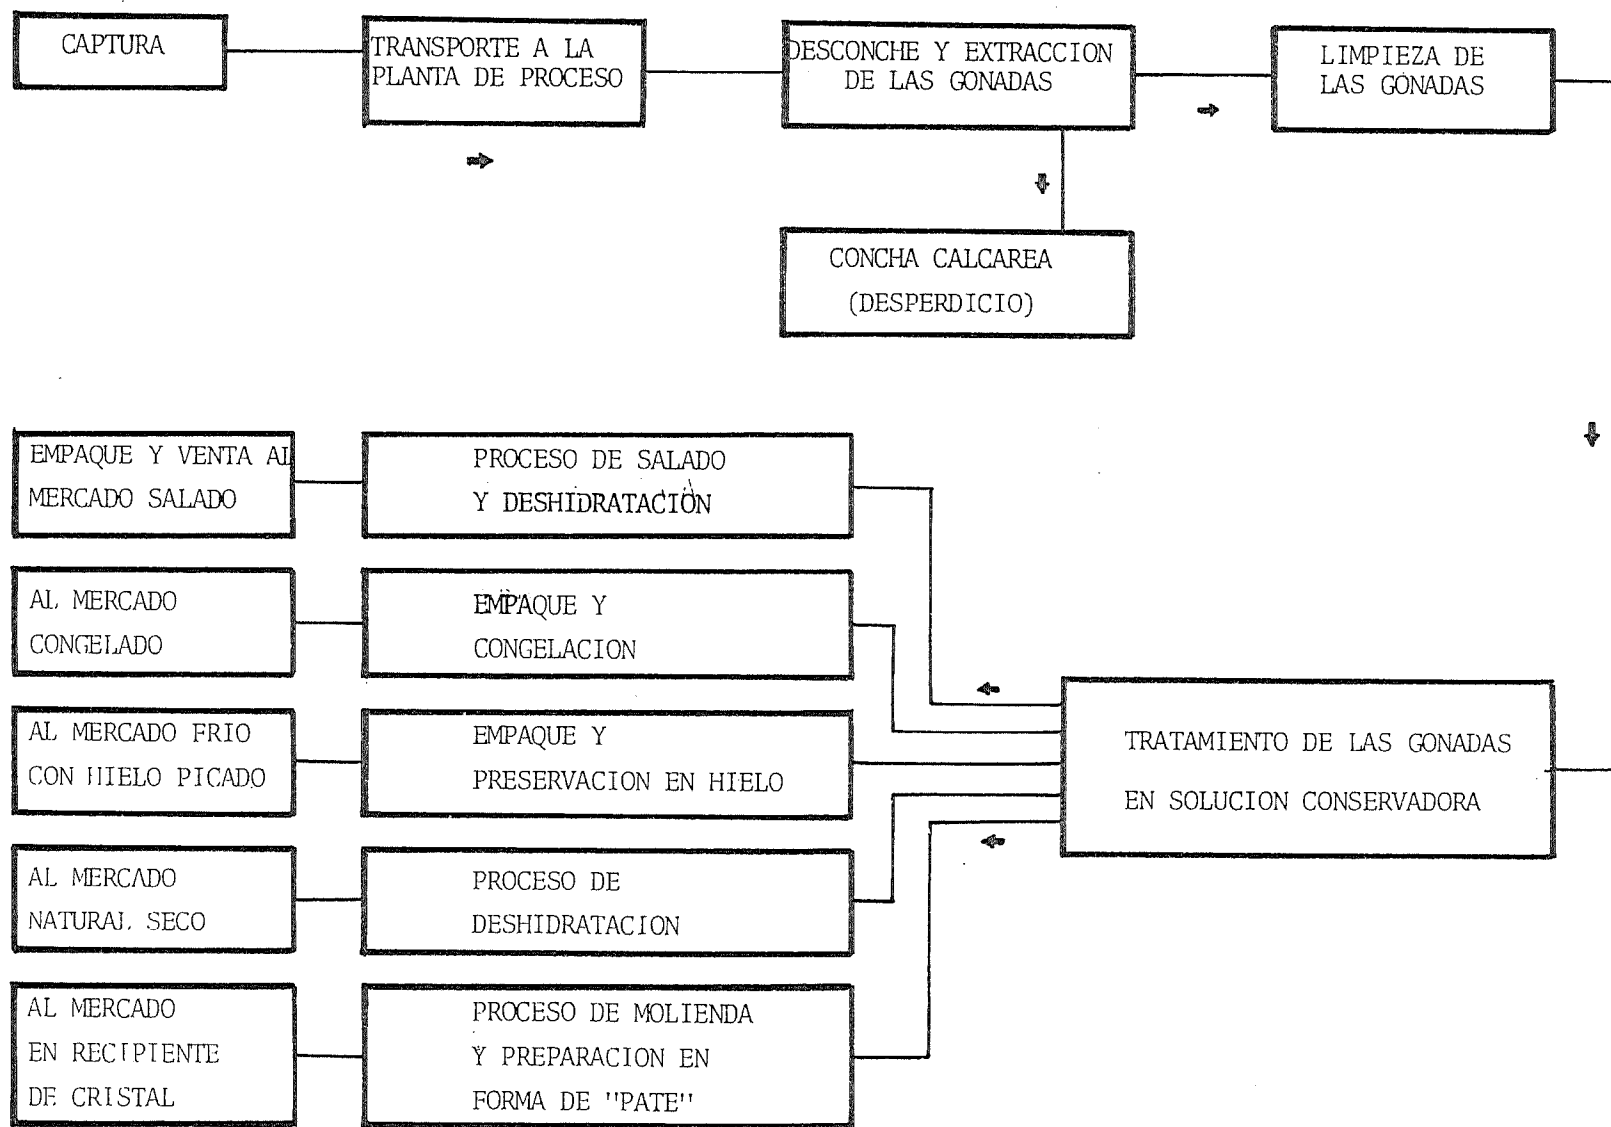 CAPTURA
TRANSPORTE A LA
PLANTA DE PROCESO
DESCONCHE Y EXTRACCION
DE LAS GONADAS
LIMPIEZA DE
LAS GONADAS
CONCHA CALCAREA
(DESPERDICIO)
EMPAQUE Y VENTA AL
MERCADO SALADO
PROCESO DE SALADO
Y DESHIDRATACIÓN
AL MERCADO
CONGELADO
EMPAQUE Y
CONGELACION
AL MERCADO FRIO
CON HIELO PICADO
EMPAQUE Y
PRESERVACION EN HIELO
TRATAMIENTO DE LAS GONADAS
EN SOLUCION CONSERVADORA
AL MERCADO
NATURAL SECO
PROCESO DE
DESHIDRATACION
AL MERCADO
EN RECIPIENTE
DE CRISTAL
PROCESO DE MOLIENDA
Y PREPARACION EN
FORMA DE "PATE"